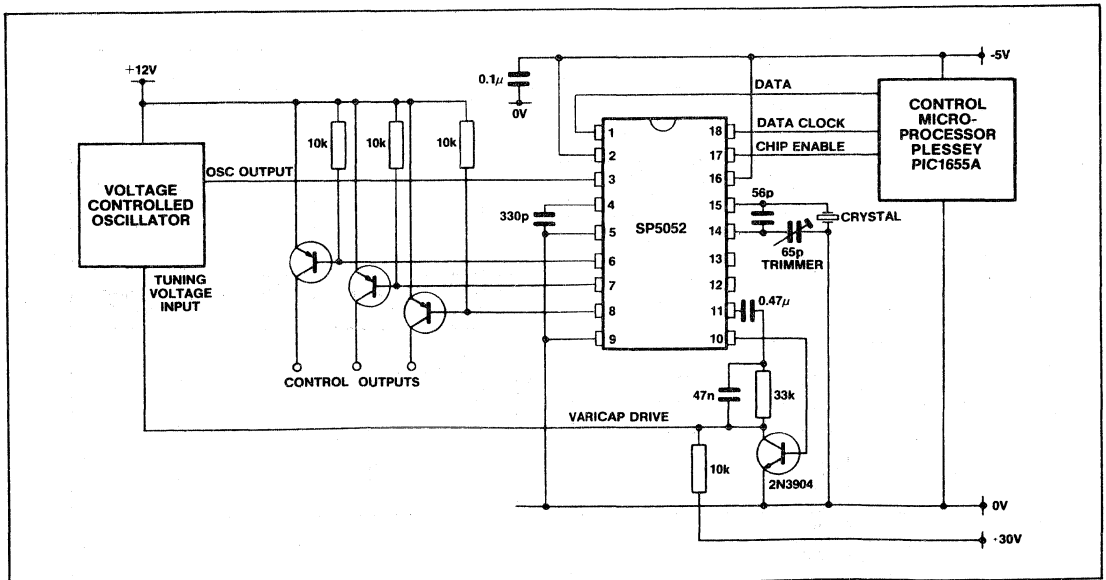 +12V
0.1µ
0V
-5V
DATA
DATA CLOCK
CHIP ENABLE
CONTROL
MICRO-
PROCESSOR
PLESSEY
PIC1655A
10k
10k
10k
VOLTAGE
CONTROLLED
OSCILLATOR
OSC OUTPUT
TUNING
VOLTAGE
INPUT
330p
1
2
3
4
5
6
7
8
9
SP5052
18
17
16
15
14
13
12
11
10
56p
CRYSTAL
65p
TRIMMER
0.47µ
CONTROL OUTPUTS
47n
33k
VARICAP DRIVE
10k
2N3904
0V
+30V